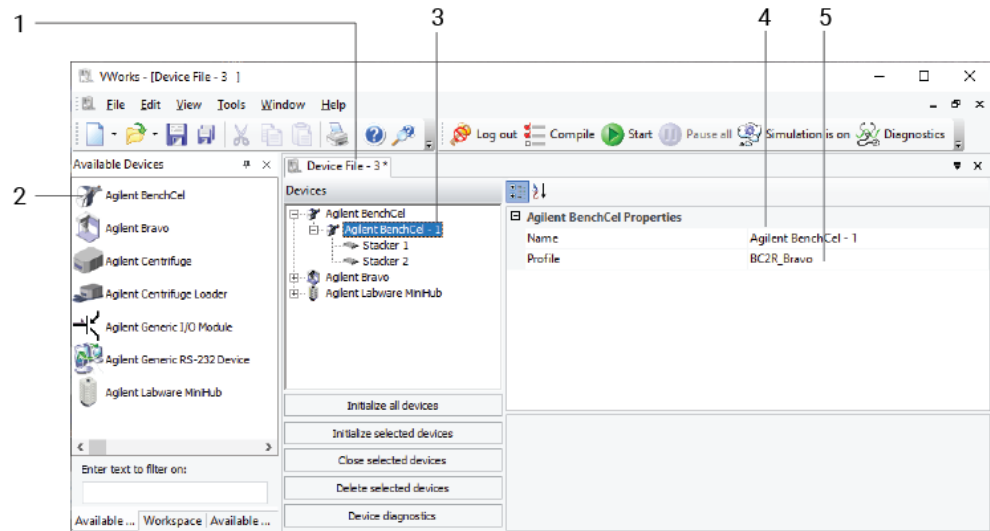 1
3
4
5
2
VWorks - [Device File - 3 ]
File Edit View Tools Window Help
Log out Compile Start Pause all Simulation is on Diagnostics
Available Devices
Agilent BenchCel
Agilent Bravo
Agilent Centrifuge
Agilent Centrifuge Loader
Agilent Generic I/O Module
Agilent Generic RS-232 Device
Agilent Labware MiniHub
Enter text to filter on:
Available ... Workspace Available ...
Device File - 3*
Devices
Agilent BenchCel
Agilent BenchCel - 1
Stacker 1
Stacker 2
Agilent Bravo
Agilent Labware MiniHub
Initialize all devices
Initialize selected devices
Close selected devices
Delete selected devices
Device diagnostics
Agilent BenchCel Properties
Name Agilent BenchCel - 1
Profile BC2R_Bravo